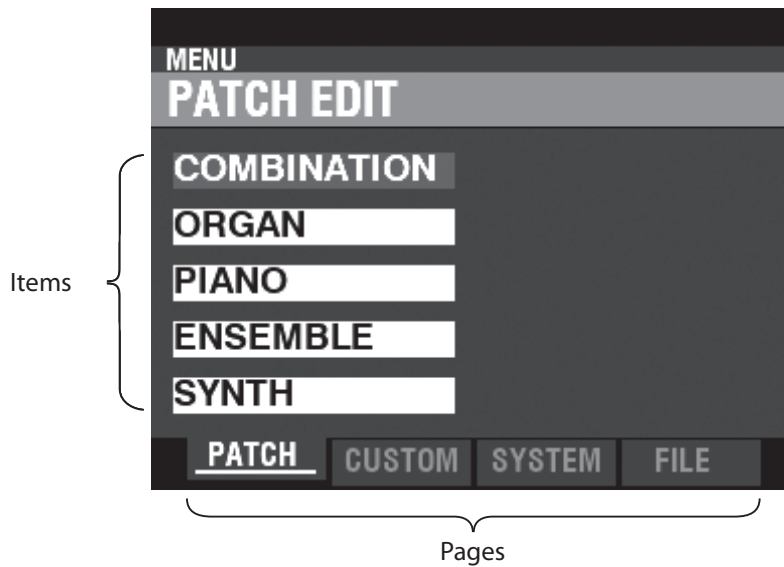 MENU
PATCH EDIT
COMBINATION
ORGAN
PIANO
ENSEMBLE
SYNTH
Items
PATCH CUSTOM SYSTEM FILE
Pages